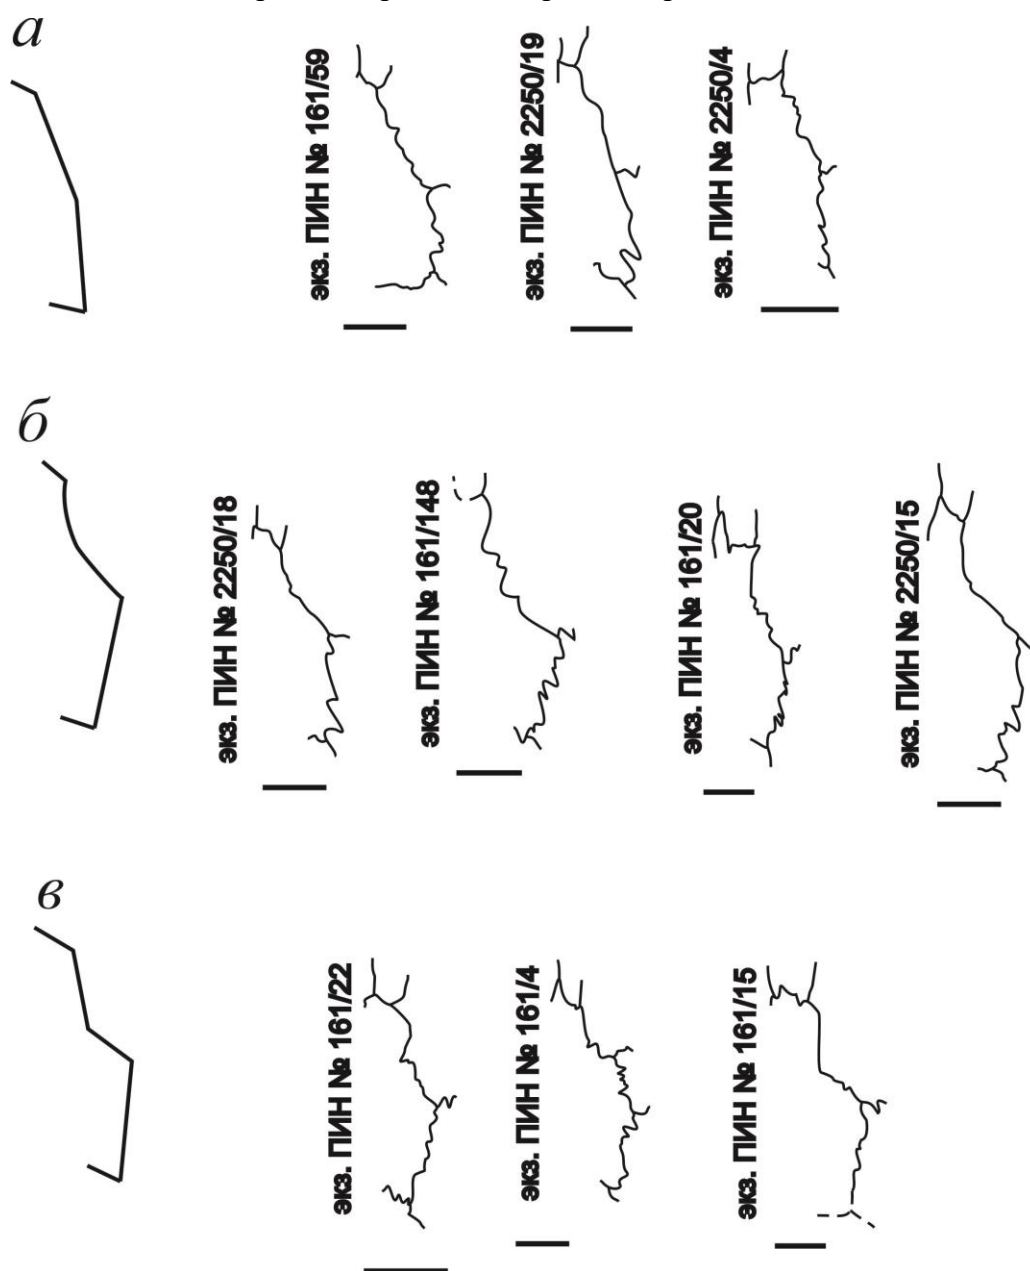 а
экз. ПИН № 161/59
экз. ПИН № 2250/19
экз. ПИН № 2250/4
б
экз. ПИН № 2250/18
экз. ПИН № 161/148
экз. ПИН № 161/20
экз. ПИН № 2250/15
в
экз. ПИН № 161/22
экз. ПИН № 161/4
экз. ПИН № 161/15